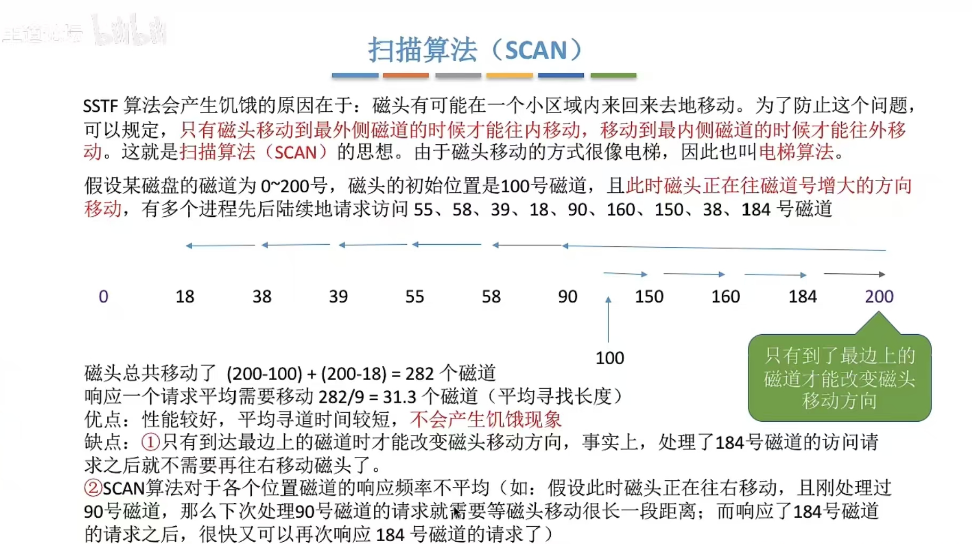 扫描算法（SCAN）
SSTF 算法会产生饥饿的原因在于：磁头有可能在一个小区域内来回来去地移动。为了防止这个问题，
可以规定，只有磁头移动到最外侧磁道的时候才能往内移动，移动到最内侧磁道的时候才能往外移
动。这就是扫描算法（SCAN）的思想。由于磁头移动的方式很像电梯，因此也叫电梯算法。
假设某磁盘的磁道为 0~200号，磁头的初始位置是100号磁道，且此时磁头正在往磁道号增大的方向
移动，有多个进程先后陆续地请求访问 55、58、39、18、90、160、150、38、184 号磁道
0 18 38 39 55 58 90 150 160 184 200
100
只有到了最边上的
磁道才能改变磁头
移动方向
磁头总共移动了 (200-100) + (200-18) = 282 个磁道
响应一个请求平均需要移动 282/9 = 31.3 个磁道（平均寻找长度）
优点：性能较好，平均寻道时间较短，不会产生饥饿现象
缺点：①只有到达最边上的磁道时才能改变磁头移动方向，事实上，处理了184号磁道的访问请
求之后就不需要再往右移动磁头了。
②SCAN算法对于各个位置磁道的响应频率不平均（如：假设此时磁头正在往右移动，且刚处理过
90号磁道，那么下次处理90号磁道的请求就需要等磁头移动很长一段距离；而响应了184号磁道
的请求之后，很快又可以再次响应 184 号磁道的请求了）